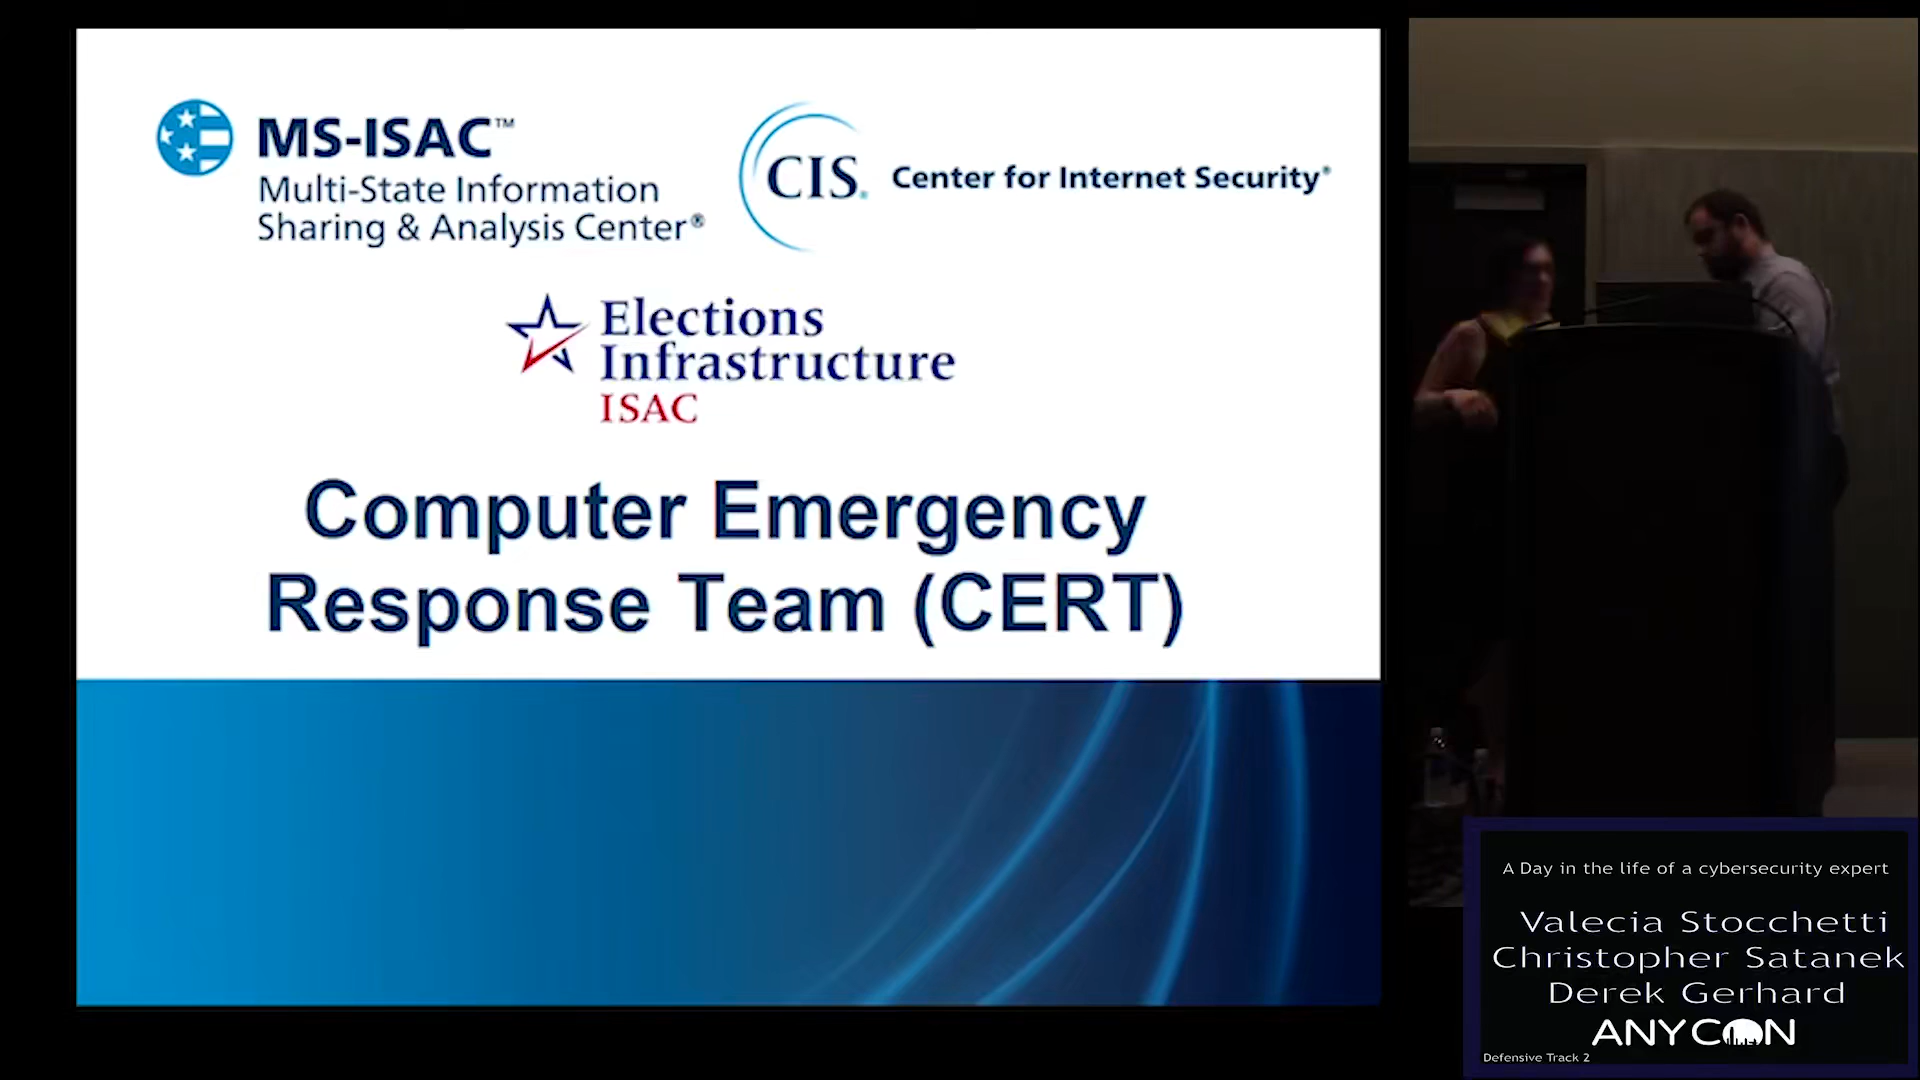 MS-ISAC™
Multi-State Information
Sharing & Analysis Center®
CIS. Center for Internet Security®
Elections
Infrastructure
ISAC
Computer Emergency
Response Team (CERT)
A Day in the life of a cybersecurity expert
Valecia Stocchetti
Christopher Satanek
Derek Gerhard
ANYCON
Defensive Track 2